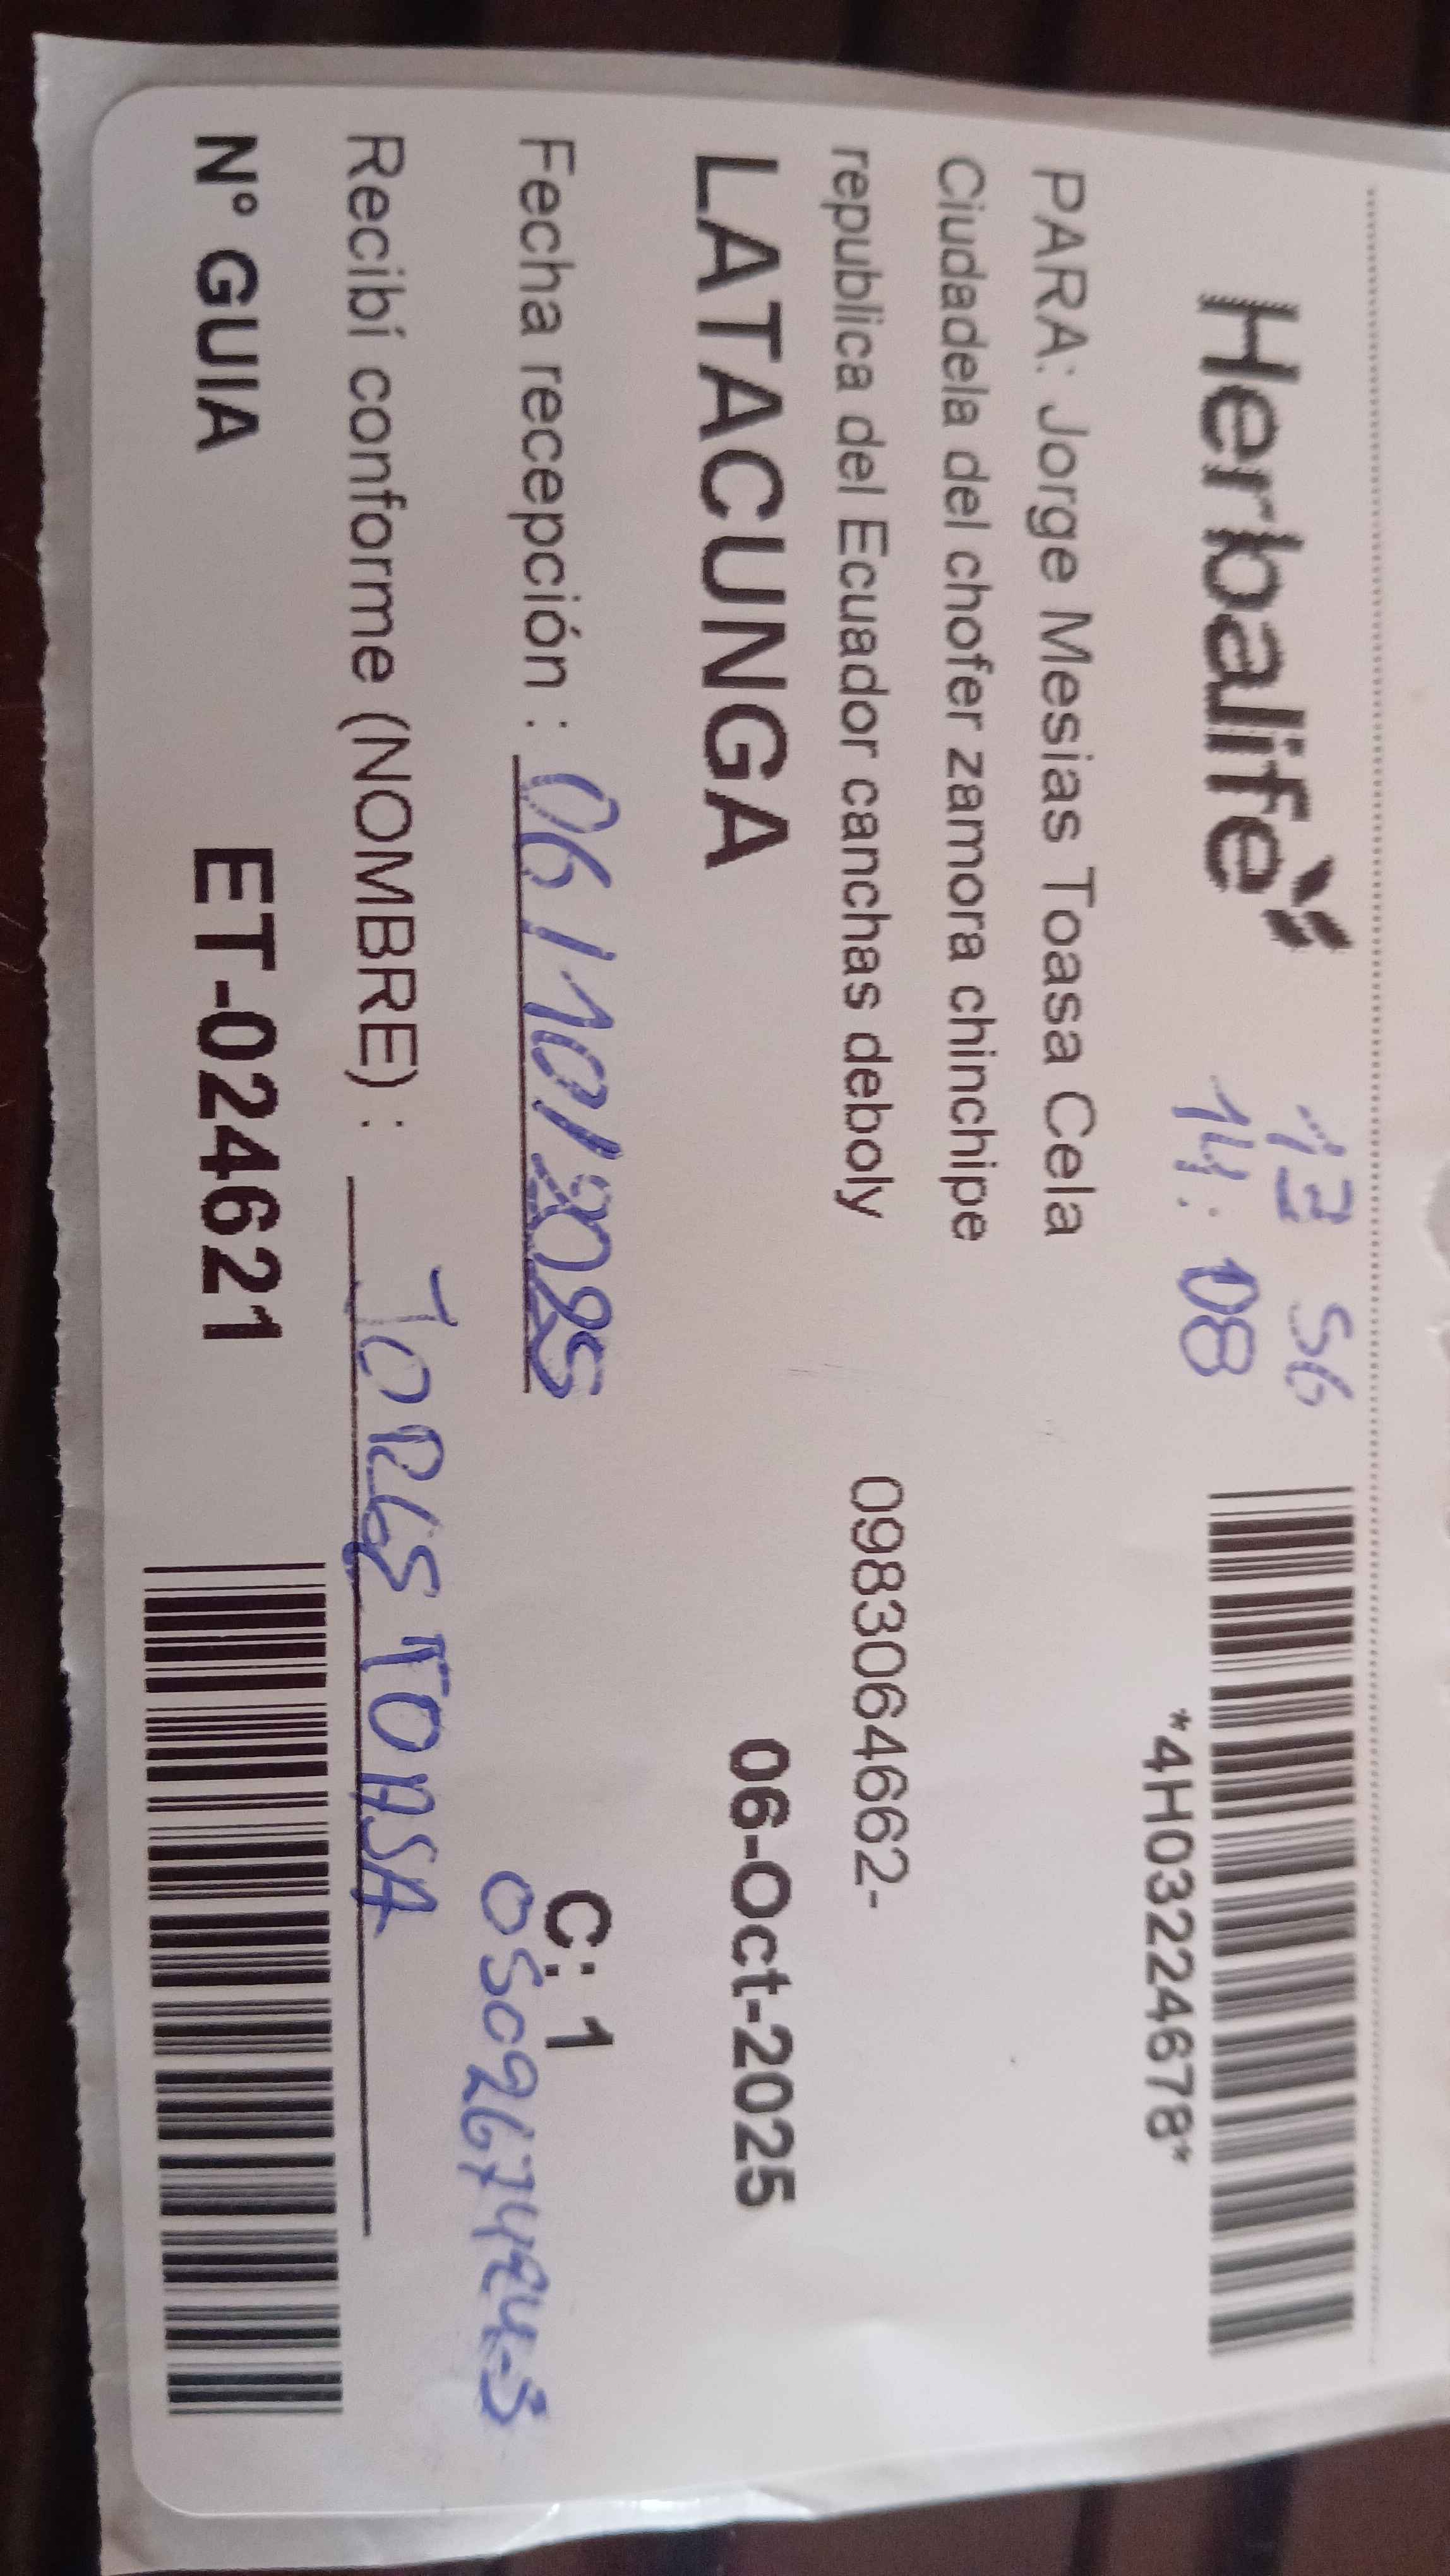 Herbalife
13 56
14:08
*4H03224678*
PARA: Jorge Mesias Toasa Cela
Ciudadela del chofer zamora chinchipe
republica del Ecuador canchas deboly
0983064662-
LATACUNGA
06-Oct-2025
Fecha recepción : 06/10/2025
C: 1
Recibí conforme (NOMBRE) : JORGE TOASA
N° GUIA
ET-024621